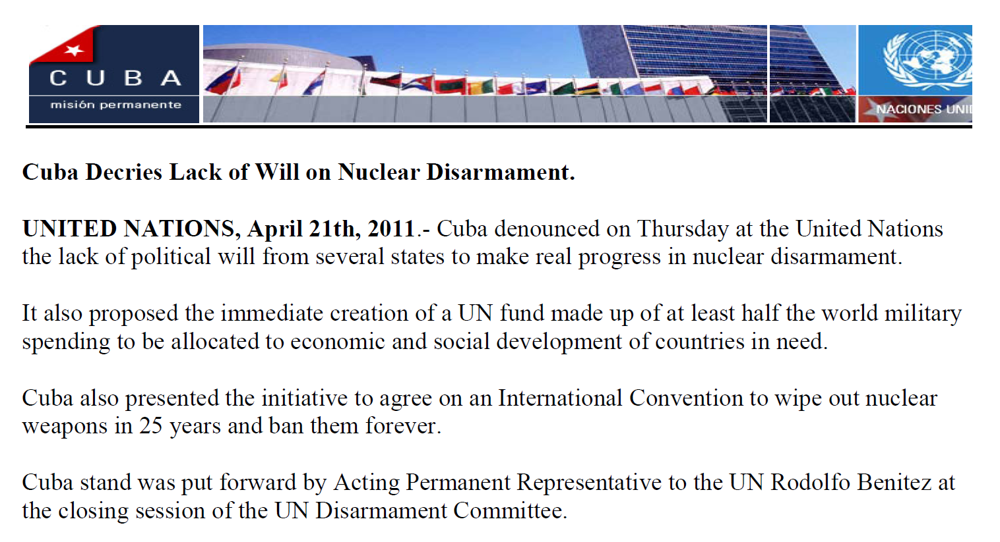 CUBA
misión permanente
NACIONES UNID
Cuba Decries Lack of Will on Nuclear Disarmament.
UNITED NATIONS, April 21th, 2011.- Cuba denounced on Thursday at the United Nations
the lack of political will from several states to make real progress in nuclear disarmament.
It also proposed the immediate creation of a UN fund made up of at least half the world military
spending to be allocated to economic and social development of countries in need.
Cuba also presented the initiative to agree on an International Convention to wipe out nuclear
weapons in 25 years and ban them forever.
Cuba stand was put forward by Acting Permanent Representative to the UN Rodolfo Benitez at
the closing session of the UN Disarmament Committee.